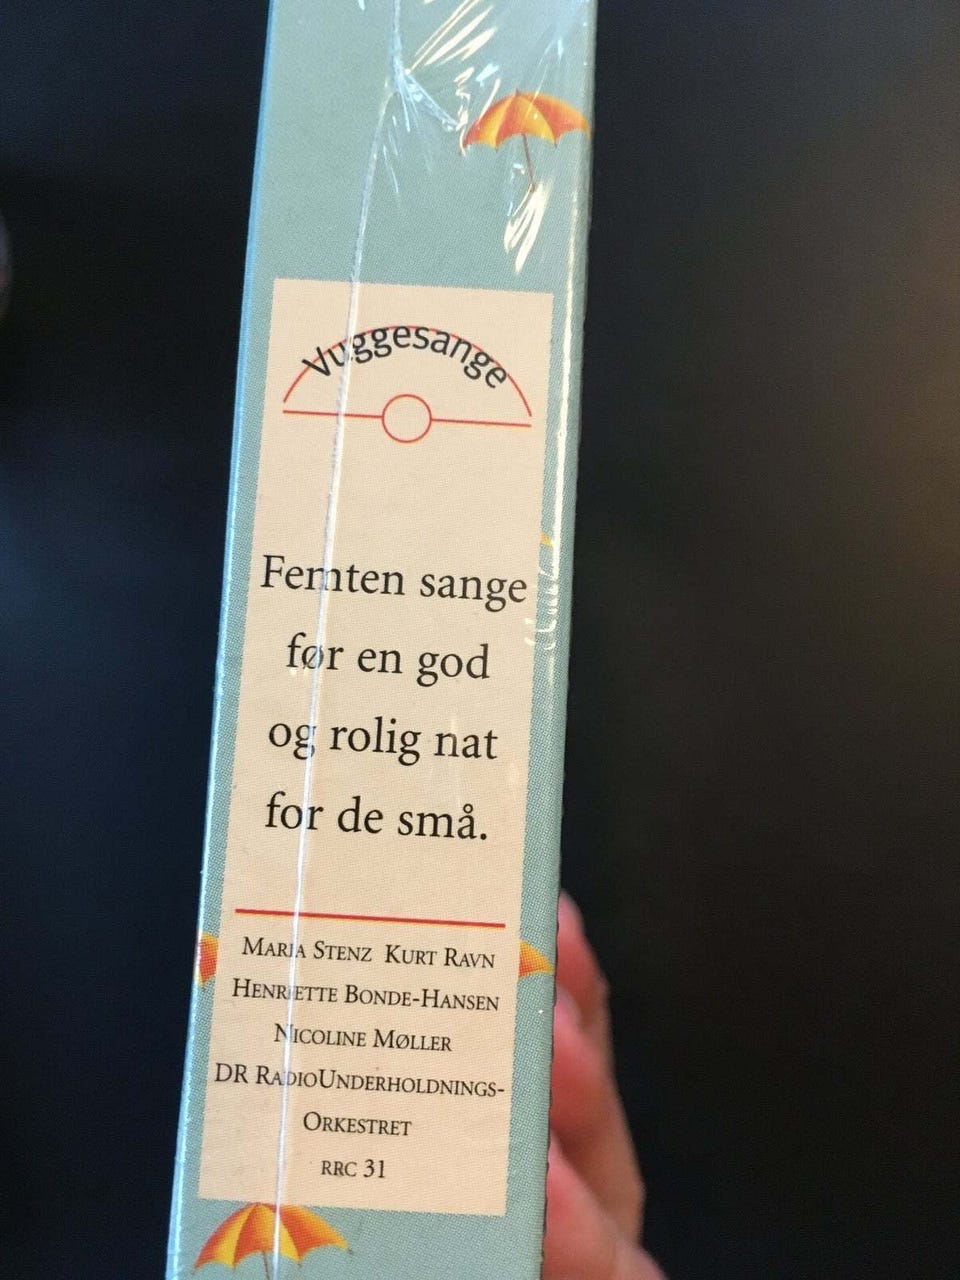 Vuggesange
Femten sange
før en god
og rolig nat
for de små.
MARIA STENZ KURT RAVN
HENRIETTE BONDE-HANSEN
NICOLINE MØLLER
DR RADIOUNDERHOLDNINGS-
ORKESTRET
RRC 31